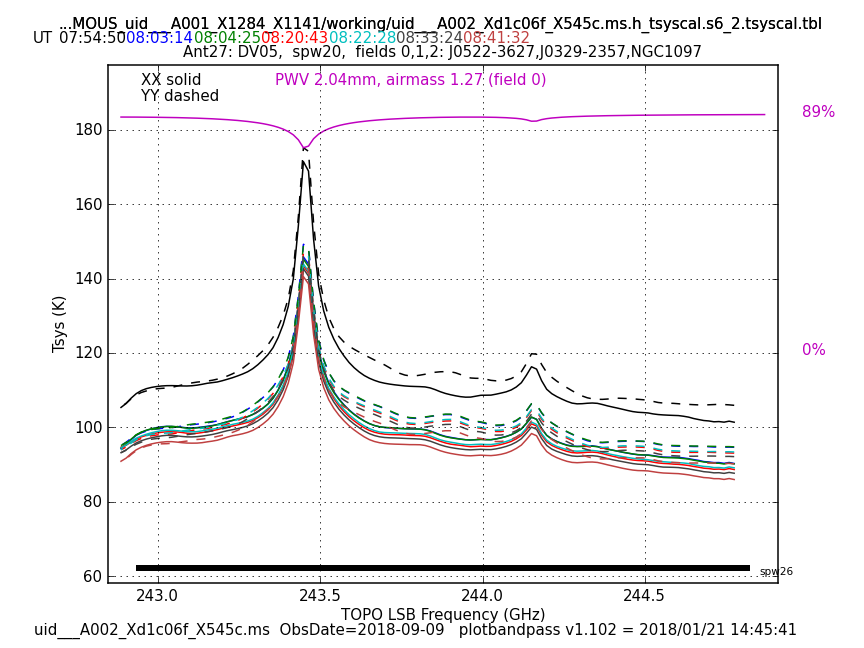 ...MOUS_uid___A001_X1284_X1141/working/uid___A002_Xd1c06f_X545c.ms.h_tsyscal.s6_2.tsyscal.tbl
UT 07:54:50 08:03:14 08:04:25 08:20:43 08:22:28 08:33:24 08:41:32
Ant27: DV05, spw20, fields 0,1,2: J0522-3627,J0329-2357,NGC1097
XX solid PWV 2.04mm, airmass 1.27 (field 0)
YY dashed
89%
180
160
140
120
100
80
60
0%
Tsys (K)
spw26
243.0 243.5 244.0 244.5
TOPO LSB Frequency (GHz)
uid___A002_Xd1c06f_X545c.ms ObsDate=2018-09-09 plotbandpass v1.102 = 2018/01/21 14:45:41